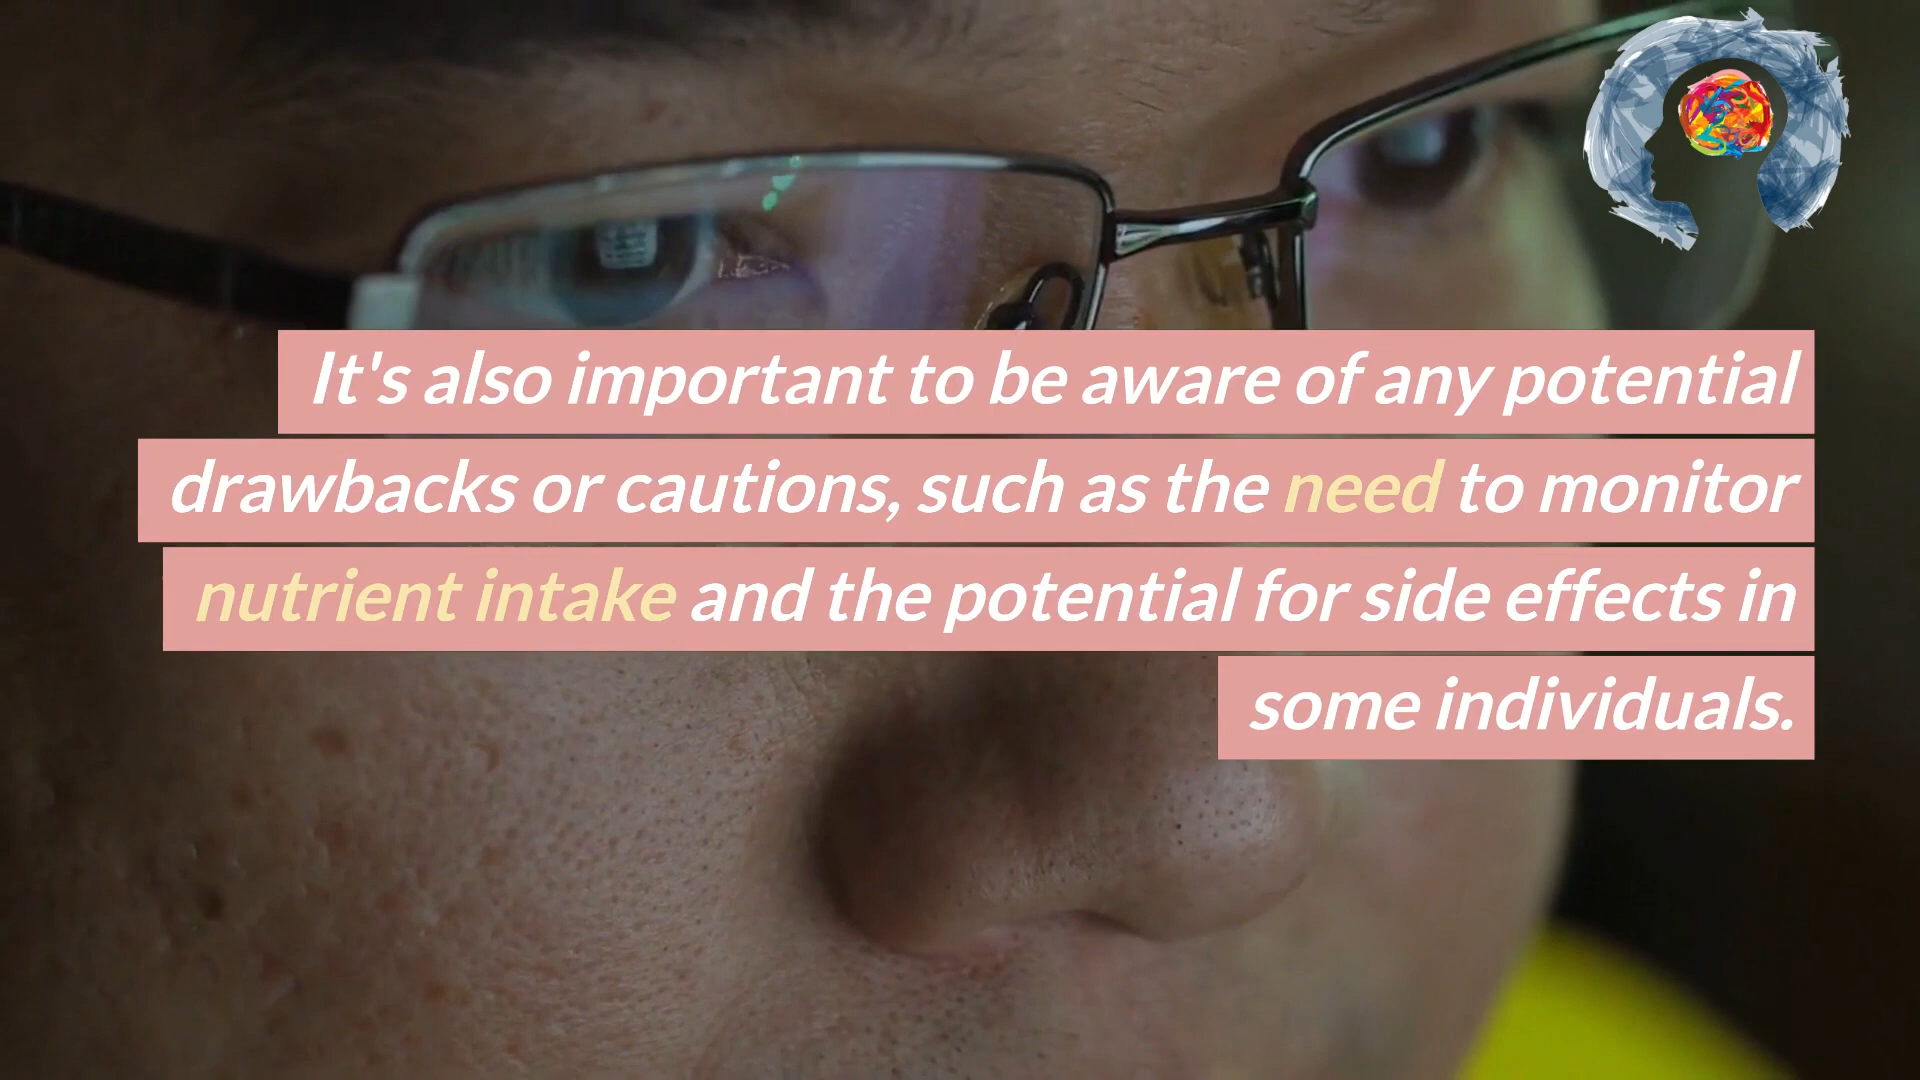 It's also important to be aware of any potential
drawbacks or cautions, such as the need to monitor
nutrient intake and the potential for side effects in
some individuals.